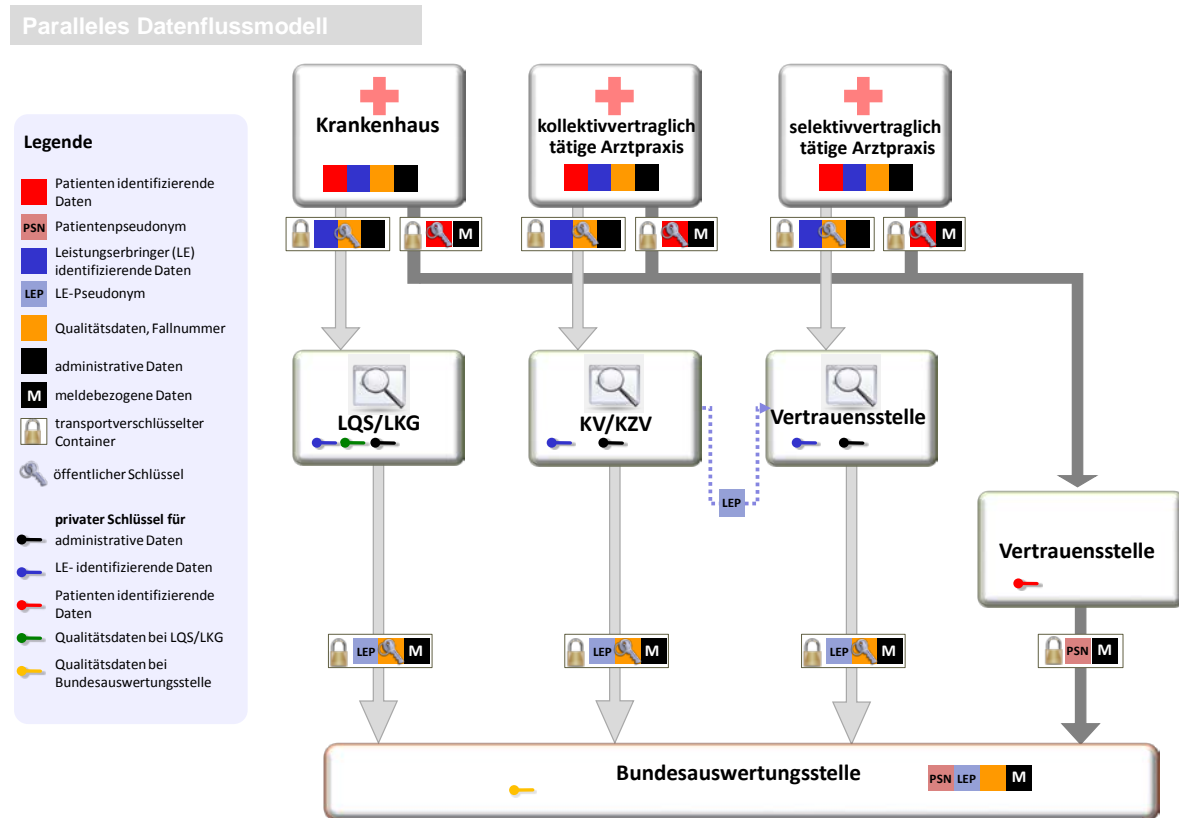 Paralleles Datenflussmodell
Legende
Patienten identifizierende
Daten
PSN Patientenpseudonym
Leistungserbringer (LE)
identifizierende Daten
LEP LE-Pseudonym
Qualitätsdaten, Fallnummer
administrative Daten
M meldebezogene Daten
transportverschlüsselter
Container
öffentlicher Schlüssel
privater Schlüssel für
administrative Daten
LE- identifizierende Daten
Patienten identifizierende
Daten
Qualitätsdaten bei LQS/LKG
Qualitätsdaten bei
Bundesauswertungsstelle
Krankenhaus
kollektivvertraglich
tätige Arztpraxis
selektivvertraglich
tätige Arztpraxis
M
M
M
LQS/LKG
KV/KZV
Vertrauensstelle
LEP
Vertrauensstelle
LEP M
LEP M
LEP M
PSN M
Bundesauswertungsstelle
PSN LEP M